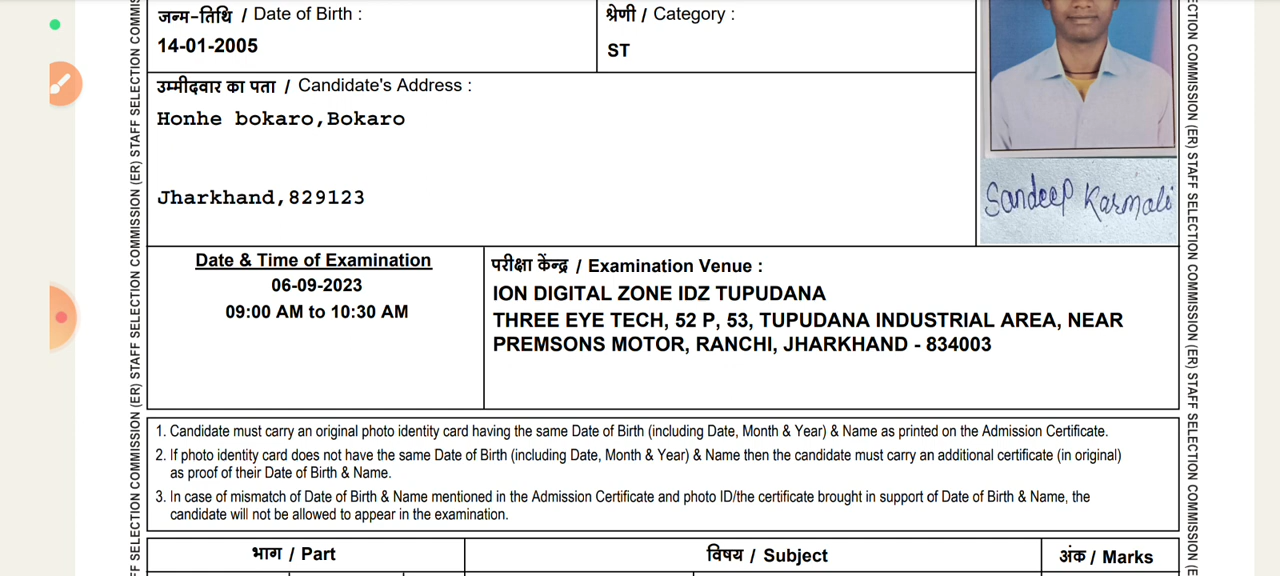 जन्म-तिथि / Date of Birth :
14-01-2005
श्रेणी / Category :
ST
उम्मीदवार का पता / Candidate's Address :
Honhe bokaro,Bokaro
Jharkhand,829123
Sandeep Karmali
Date & Time of Examination
06-09-2023
09:00 AM to 10:30 AM
परीक्षा केंन्द्र / Examination Venue :
ION DIGITAL ZONE IDZ TUPUDANA
THREE EYE TECH, 52 P, 53, TUPUDANA INDUSTRIAL AREA, NEAR
PREMSONS MOTOR, RANCHI, JHARKHAND - 834003
1. Candidate must carry an original photo identity card having the same Date of Birth (including Date, Month & Year) & Name as printed on the Admission Certificate.
2. If photo identity card does not have the same Date of Birth (including Date, Month & Year) & Name then the candidate must carry an additional certificate (in original)
as proof of their Date of Birth & Name.
3. In case of mismatch of Date of Birth & Name mentioned in the Admission Certificate and photo ID/the certificate brought in support of Date of Birth & Name, the
candidate will not be allowed to appear in the examination.
भाग / Part
विषय / Subject
अंक / Marks
FF SELECTION COMMISSION (ER) STAFF SELECTION COMMISSION (ER) STAFF SELECTION COMMIS
CTION COMMISSION (ER) STAFF SELECTION COMMISSION (ER) STAFF SELECTION COMMISSION (E